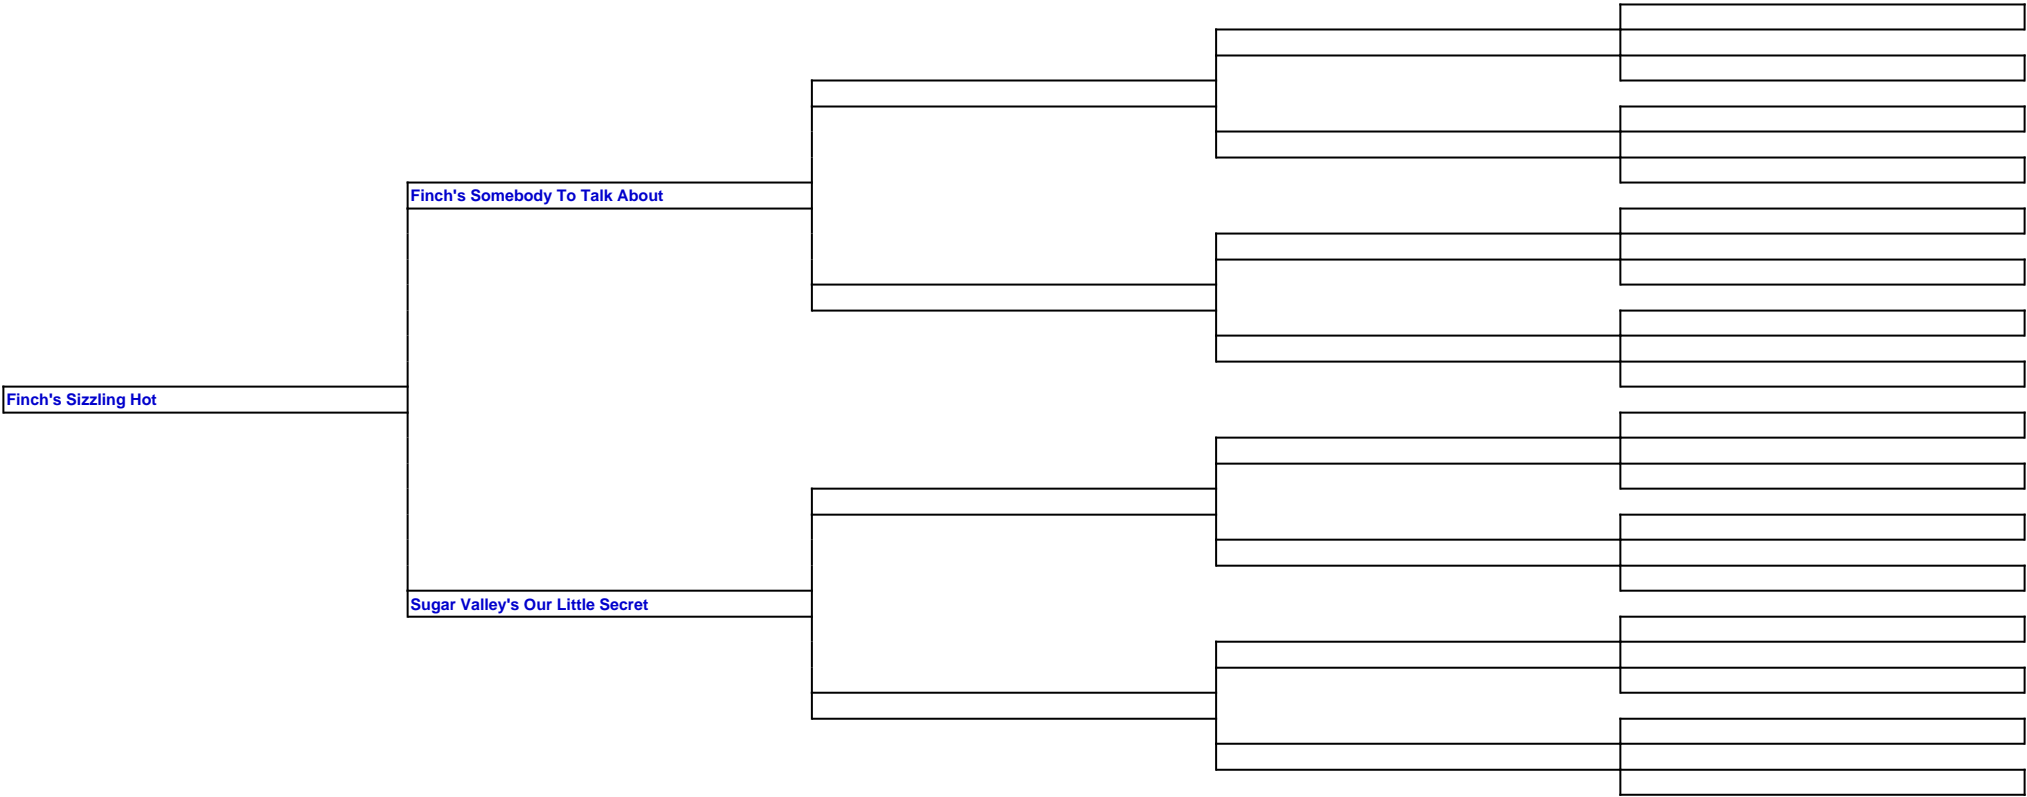 Finch's Somebody To Talk About
Finch's Sizzling Hot
Sugar Valley's Our Little Secret